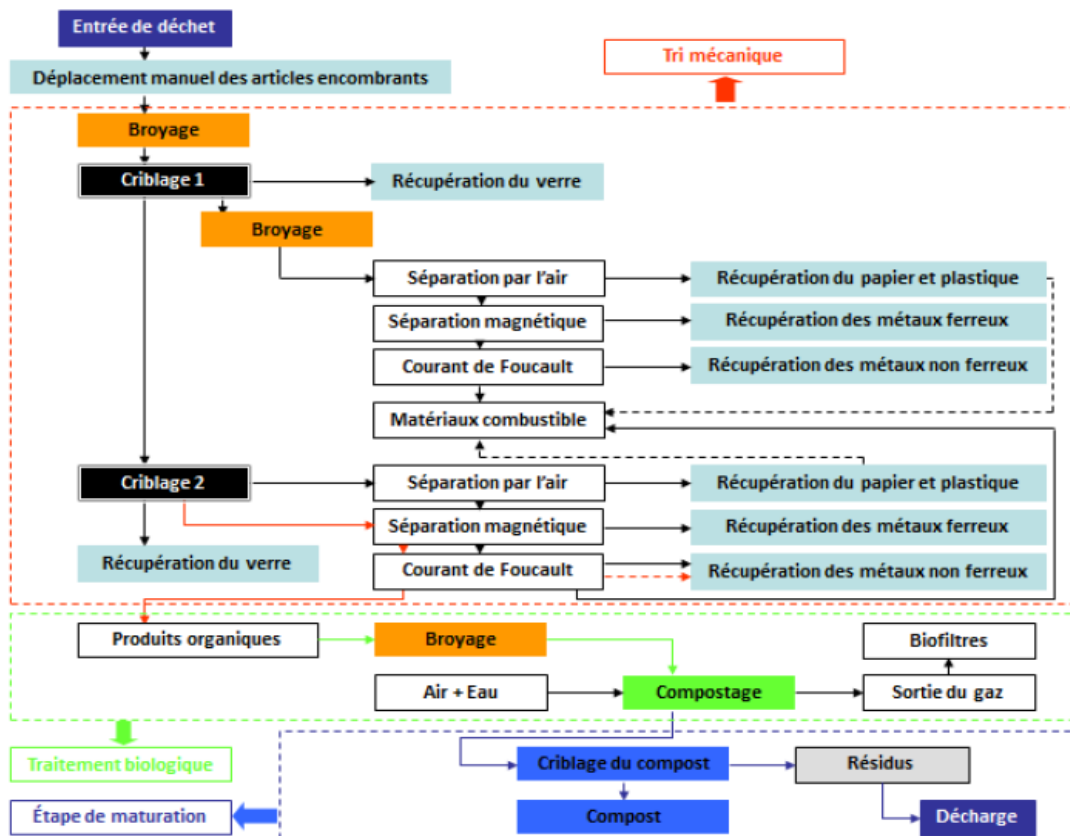 Entrée de déchet
Tri mécanique
Déplacement manuel des articles encombrants
Broyage
Criblage 1
Récupération du verre
Broyage
Séparation par l'air
Récupération du papier et plastique
Séparation magnétique
Récupération des métaux ferreux
Courant de Foucault
Récupération des métaux non ferreux
Matériaux combustible
Criblage 2
Séparation par l'air
Récupération du papier et plastique
Séparation magnétique
Récupération des métaux ferreux
Récupération du verre
Courant de Foucault
Récupération des métaux non ferreux
Produits organiques
Broyage
Biofiltres
Air + Eau
Compostage
Sortie du gaz
Traitement biologique
Criblage du compost
Résidus
Étape de maturation
Compost
Décharge